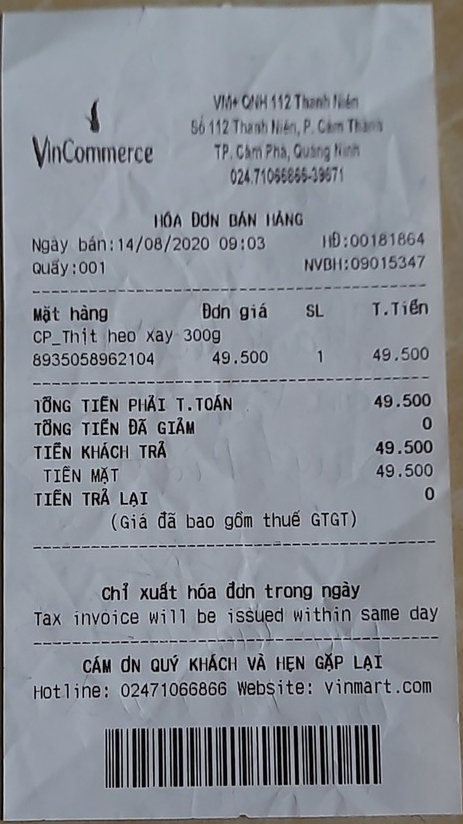 VinCommerce
VM+ QNH 112 Thanh Niên
Số 112 Thanh Niên, P. Cẩm Thành
TP. Cẩm Phả, Quảng Ninh
024.71066866-39671
HÓA ĐƠN BÁN HÀNG
Ngày bán:14/08/2020 09:03 HĐ:00181864
Quầy:001 NVBH:09015347
Mặt hàng Đơn giá SL T.Tiền
CP_Thịt heo xay 300g
8935058962104 49.500 1 49.500
TỔNG TIỀN PHẢI T.TOÁN 49.500
TỔNG TIỀN ĐÃ GIẢM 0
TIỀN KHÁCH TRẢ 49.500
TIỀN MẶT 49.500
TIỀN TRẢ LẠI 0
(Giá đã bao gồm thuế GTGT)
Chỉ xuất hóa đơn trong ngày
Tax invoice will be issued within same day
CÁM ƠN QUÝ KHÁCH VÀ HẸN GẶP LẠI
Hotline: 02471066866 Website: vinmart.com